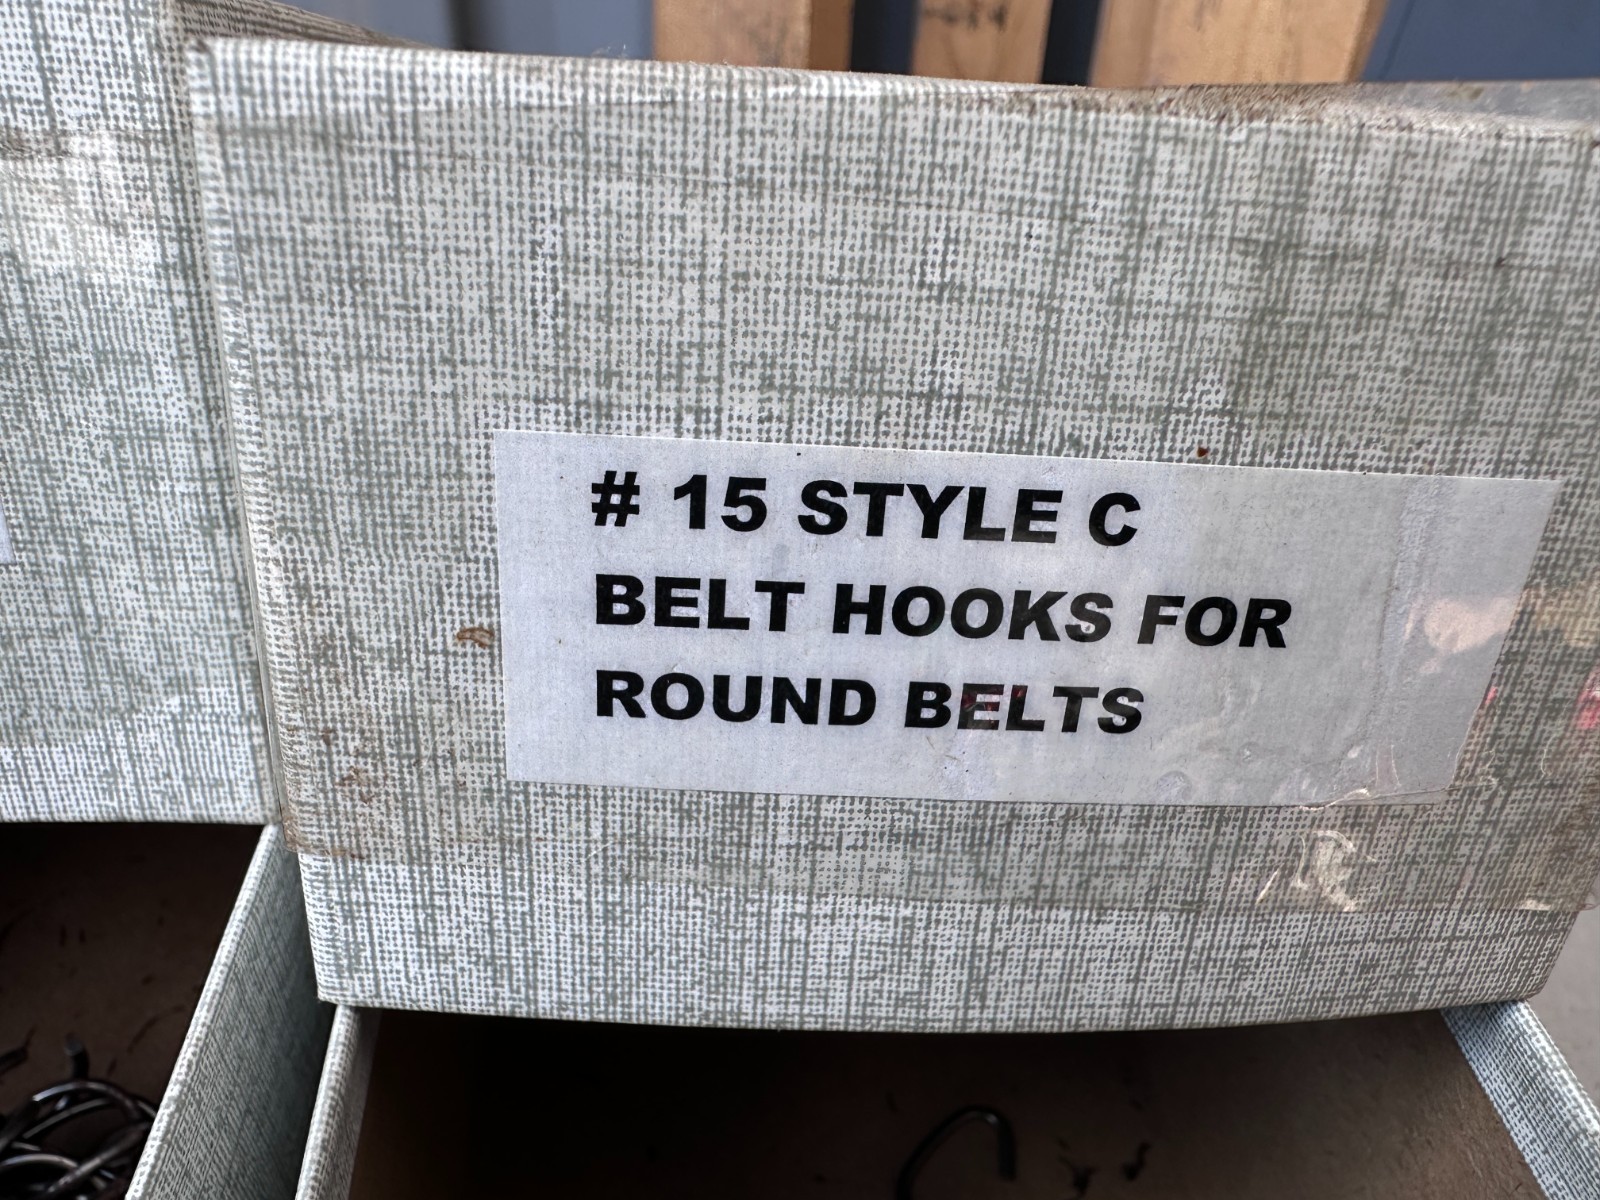 # 15 STYLE C
BELT HOOKS FOR
ROUND BELTS